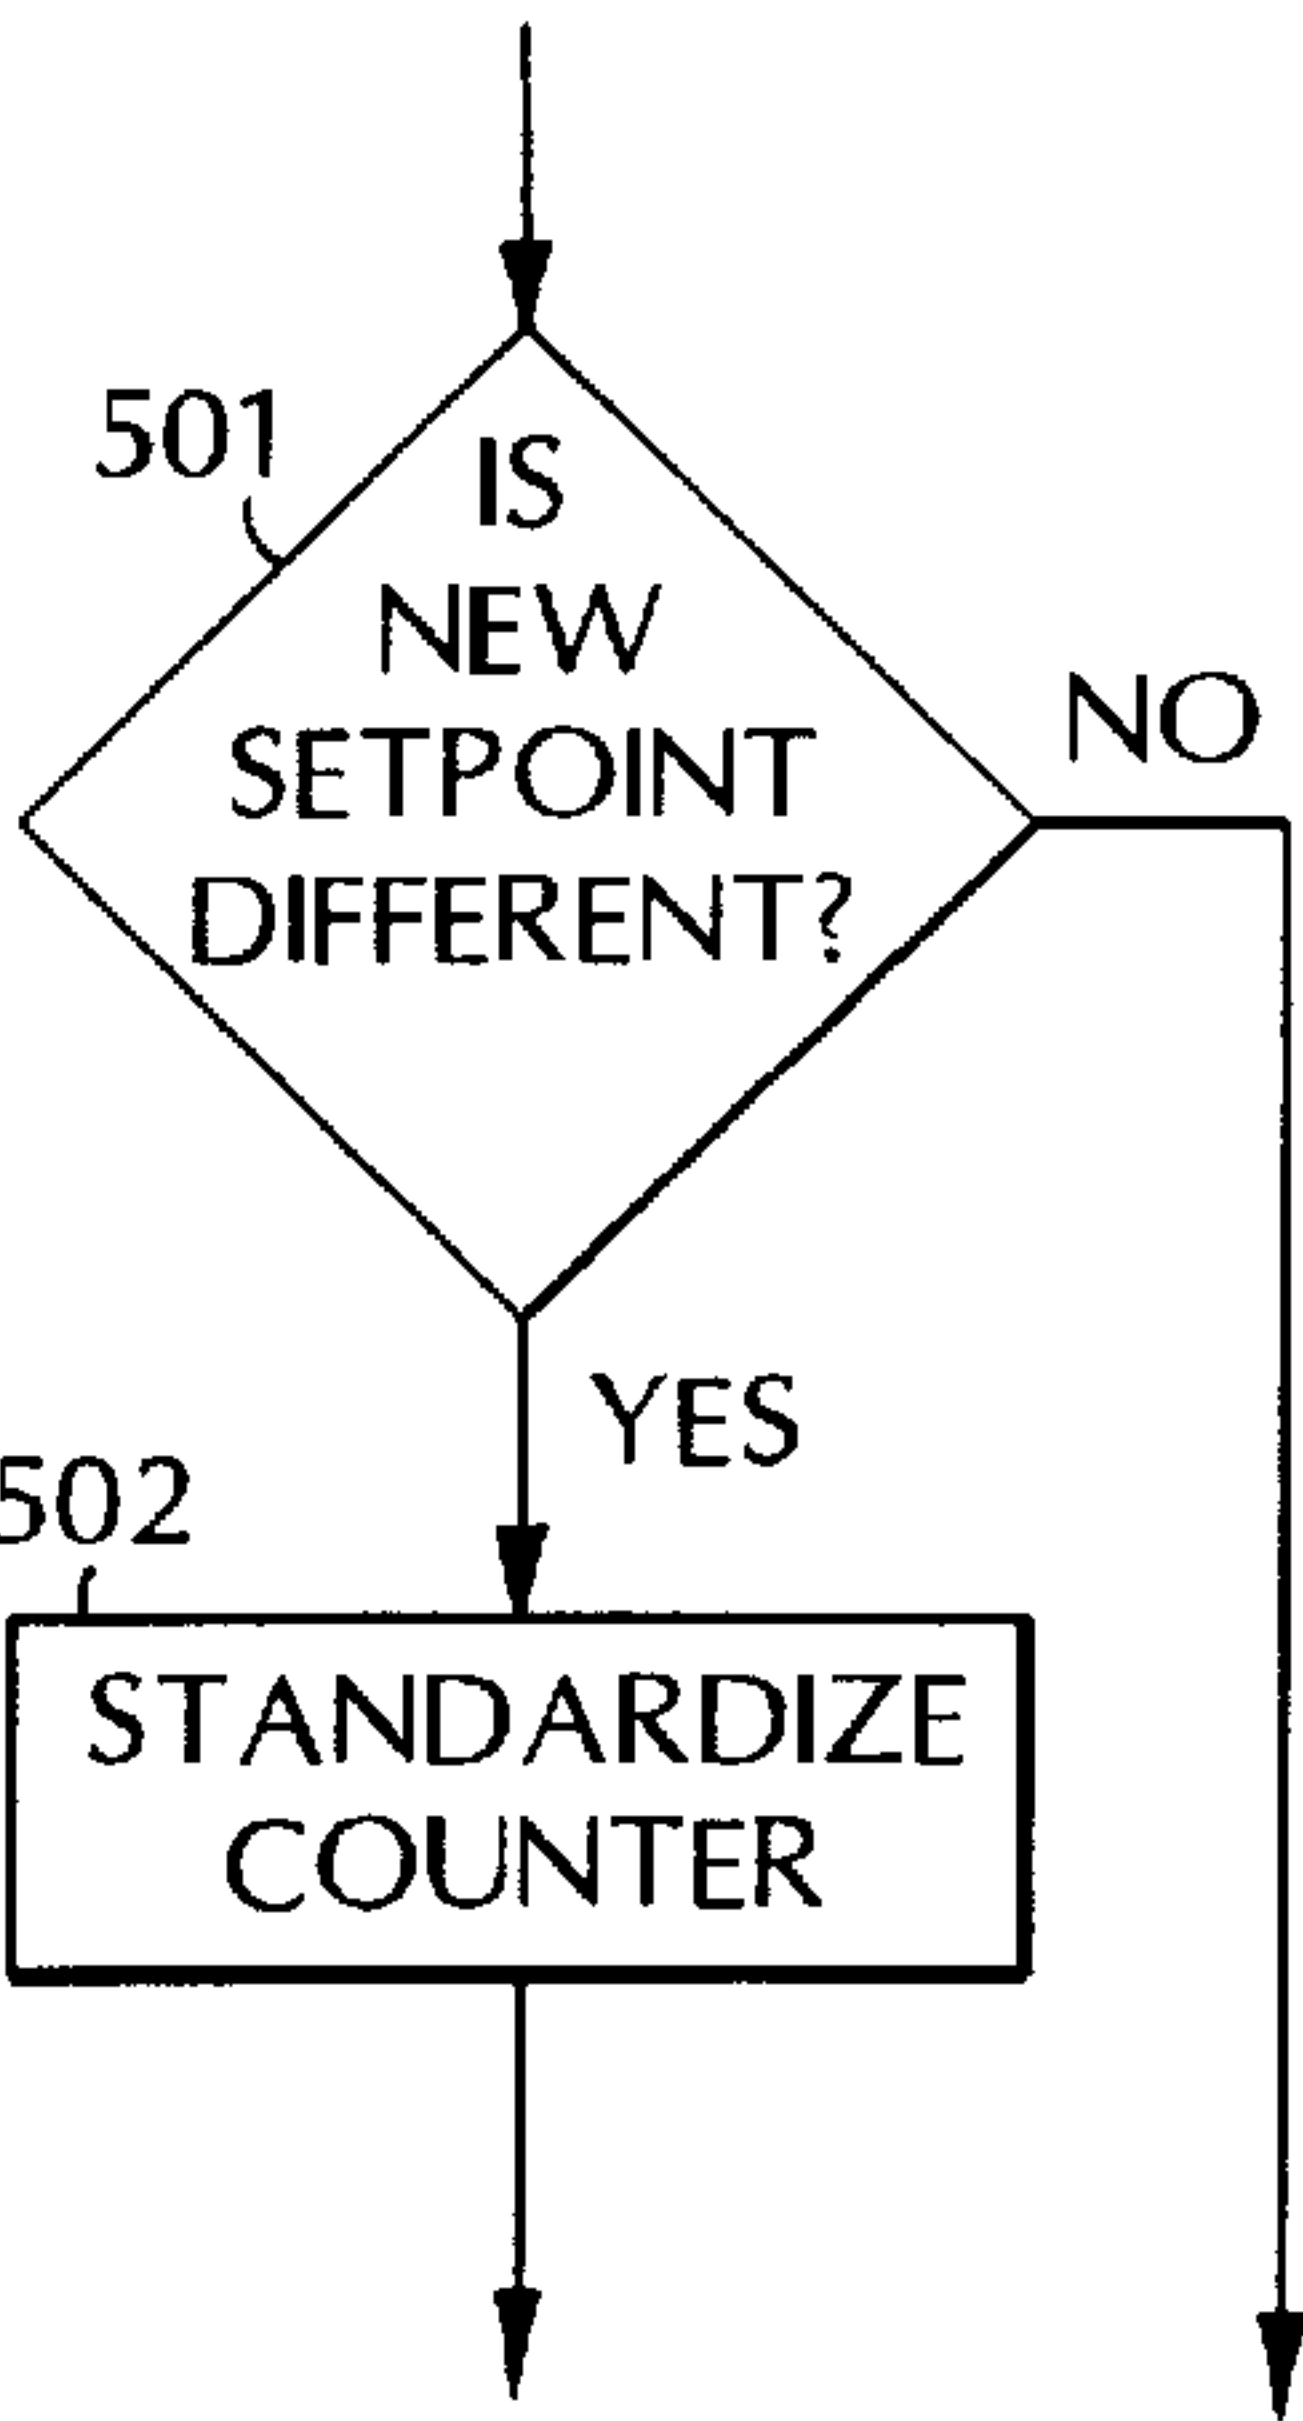 501
IS
NEW
SETPOINT
DIFFERENT?
NO
YES
502
STANDARDIZE
COUNTER